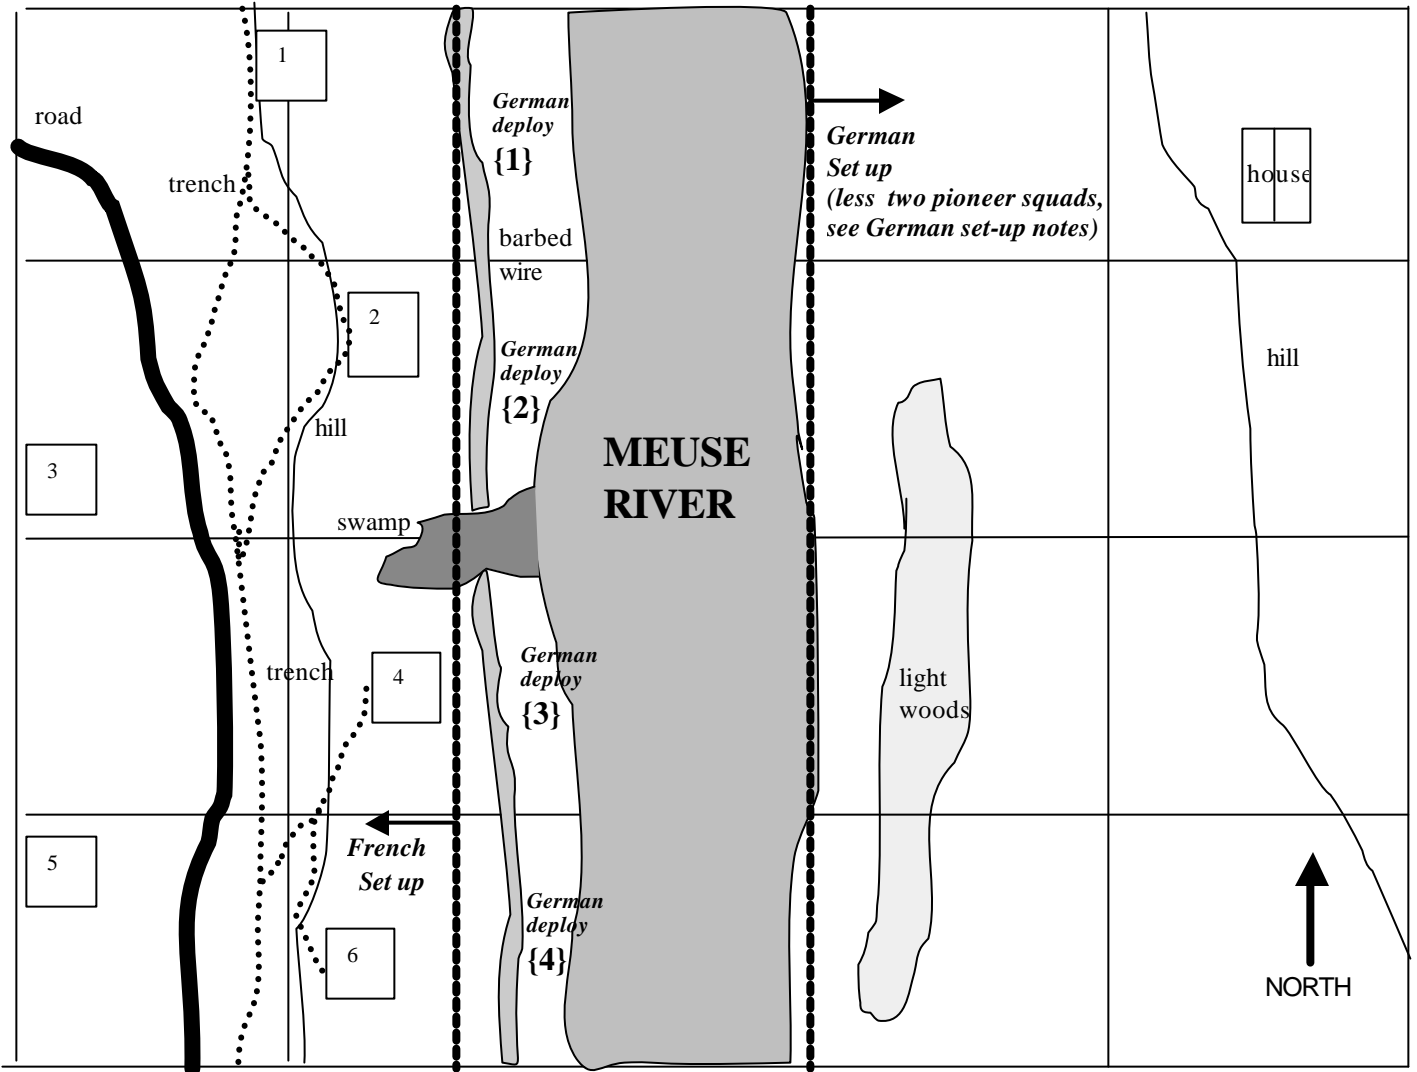 1
road
German
deploy
{1}
German
Set up
(less two pioneer squads,
see German set-up notes)
house
trench
barbed
wire
2
German
deploy
{2}
hill
hill
MEUSE
RIVER
3
swamp
trench
4
German
deploy
{3}
light
woods
French
Set up
5
German
deploy
{4}
6
NORTH